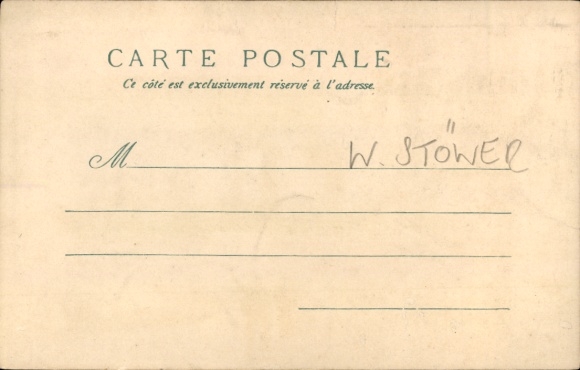 CARTE POSTALE
Ce côté est exclusivement réservé à l'adresse.
M
W. STÖWER